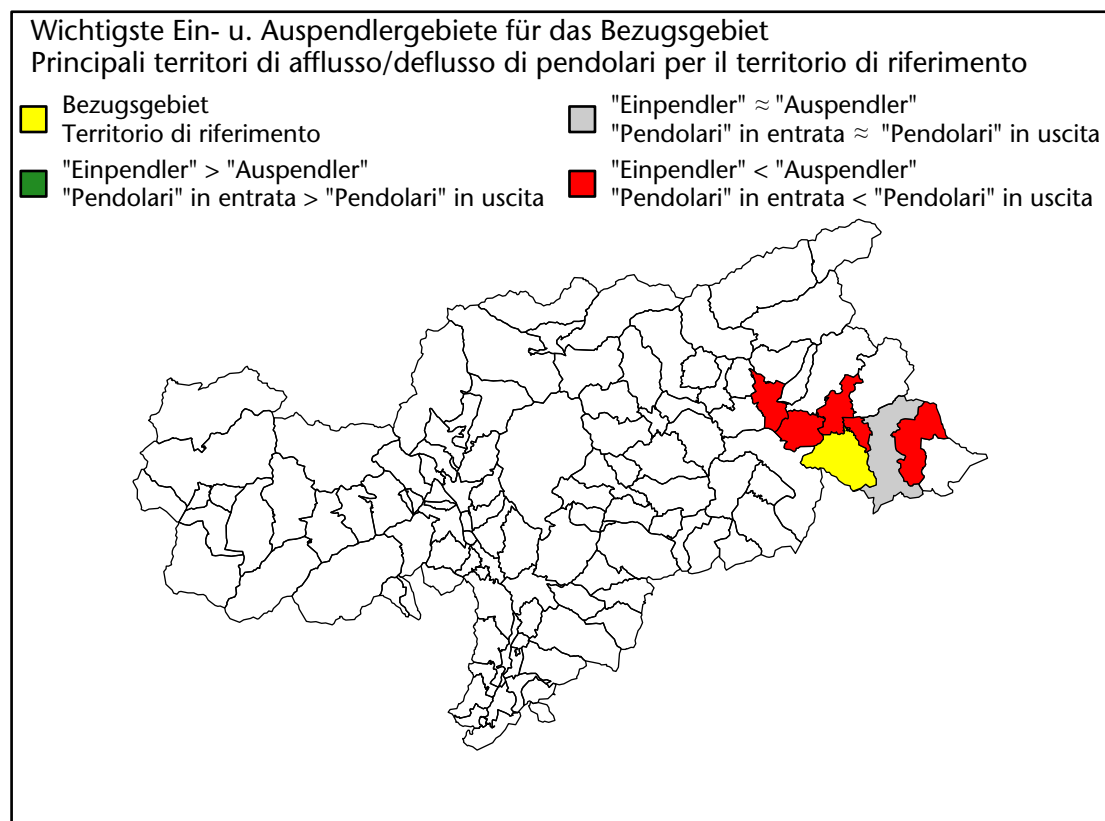 Wichtigste Ein- u. Auspendlergebiete für das Bezugsgebiet
Principali territori di afflusso/deflusso di pendolari per il territorio di riferimento
Bezugsgebiet
Territorio di riferimento
"Einpendler" > "Auspendler"
"Pendolari" in entrata > "Pendolari" in uscita
"Einpendler" ≈ "Auspendler"
"Pendolari" in entrata ≈ "Pendolari" in uscita
"Einpendler" < "Auspendler"
"Pendolari" in entrata < "Pendolari" in uscita